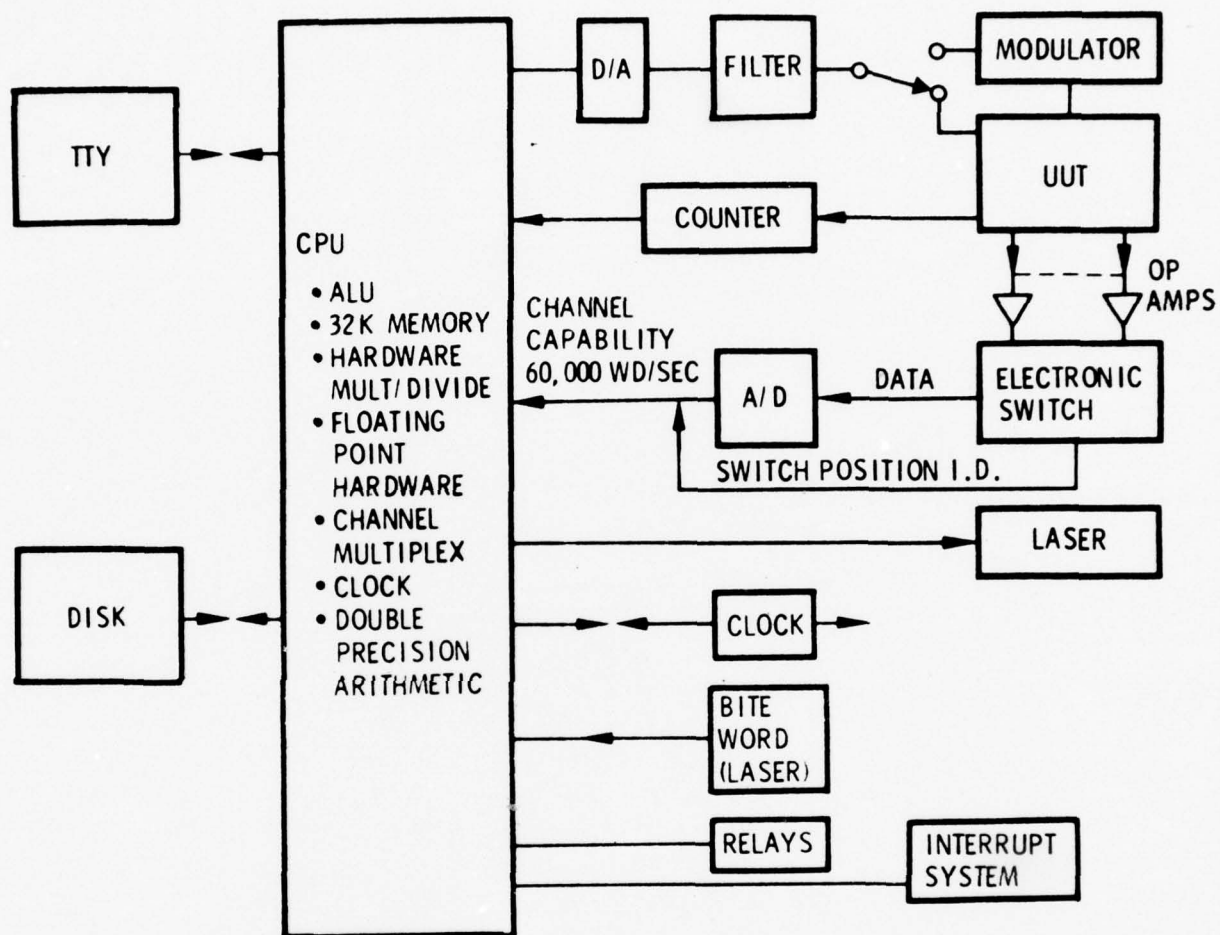 D/A
FILTER
MODULATOR
TTY
UUT
COUNTER
CPU
• ALU
• 32K MEMORY
• HARDWARE
MULT/DIVIDE
• FLOATING
POINT
HARDWARE
• CHANNEL
MULTIPLEX
• CLOCK
• DOUBLE
PRECISION
ARITHMETIC
OP
AMPS
CHANNEL
CAPABILITY
60,000 WD/SEC
A/D
DATA
ELECTRONIC
SWITCH
SWITCH POSITION I.D.
LASER
DISK
CLOCK
BITE
WORD
(LASER)
RELAYS
INTERRUPT
SYSTEM